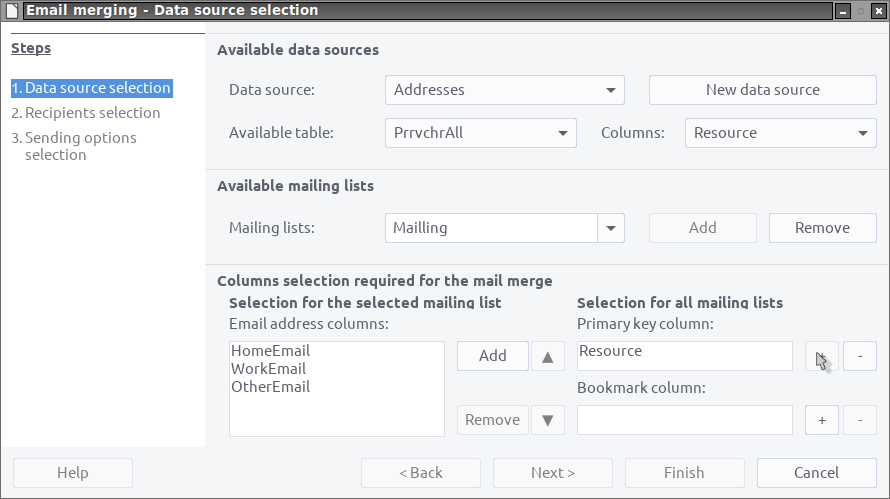 Email merging - Data source selection
Steps
1. Data source selection
2. Recipients selection
3. Sending options
selection
Available data sources
Data source:
Addresses
New data source
Available table:
PrrvchrAll
Columns:
Resource
Available mailing lists
Mailing lists:
Mailling
Add
Remove
Columns selection required for the mail merge
Selection for the selected mailing list
Email address columns:
HomeEmail
WorkEmail
OtherEmail
Add
▲
Remove
▼
Selection for all mailing lists
Primary key column:
Resource
+
-
Bookmark column:
+
-
Help
< Back
Next >
Finish
Cancel